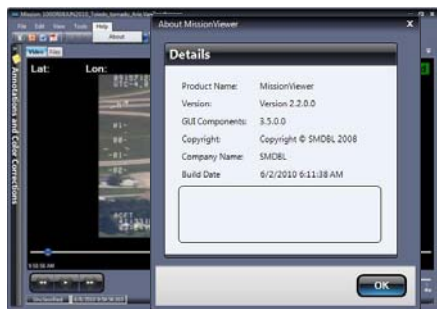 About MissionViewer
X
File Edit View Tools Help
About
Video
Lat: Lon:
Annotations and Color Corrections
Details
Product Name: MissionViewer
Version: Version 2.2.0.0
GUI Components: 3.5.0.0
Copyright: Copyright © SMDBL 2008
Company Name: SMDBL
Build Date 6/2/2010 6:11:38 AM
OK
Unclassified